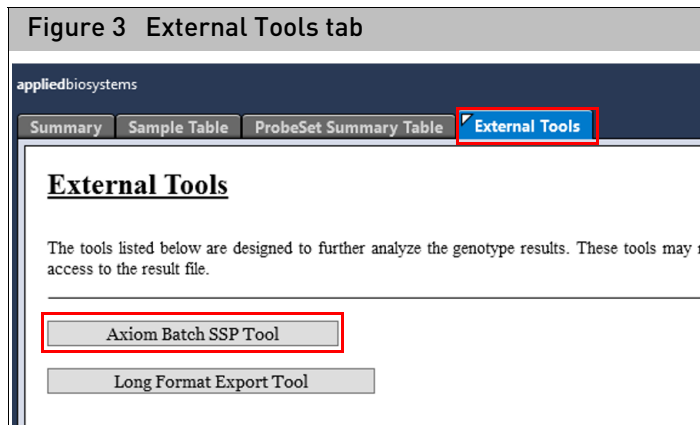 Figure 3 External Tools tab
appliedbiosystems
Summary Sample Table ProbeSet Summary Table External Tools
External Tools
The tools listed below are designed to further analyze the genotype results. These tools may
access to the result file.
Axiom Batch SSP Tool
Long Format Export Tool